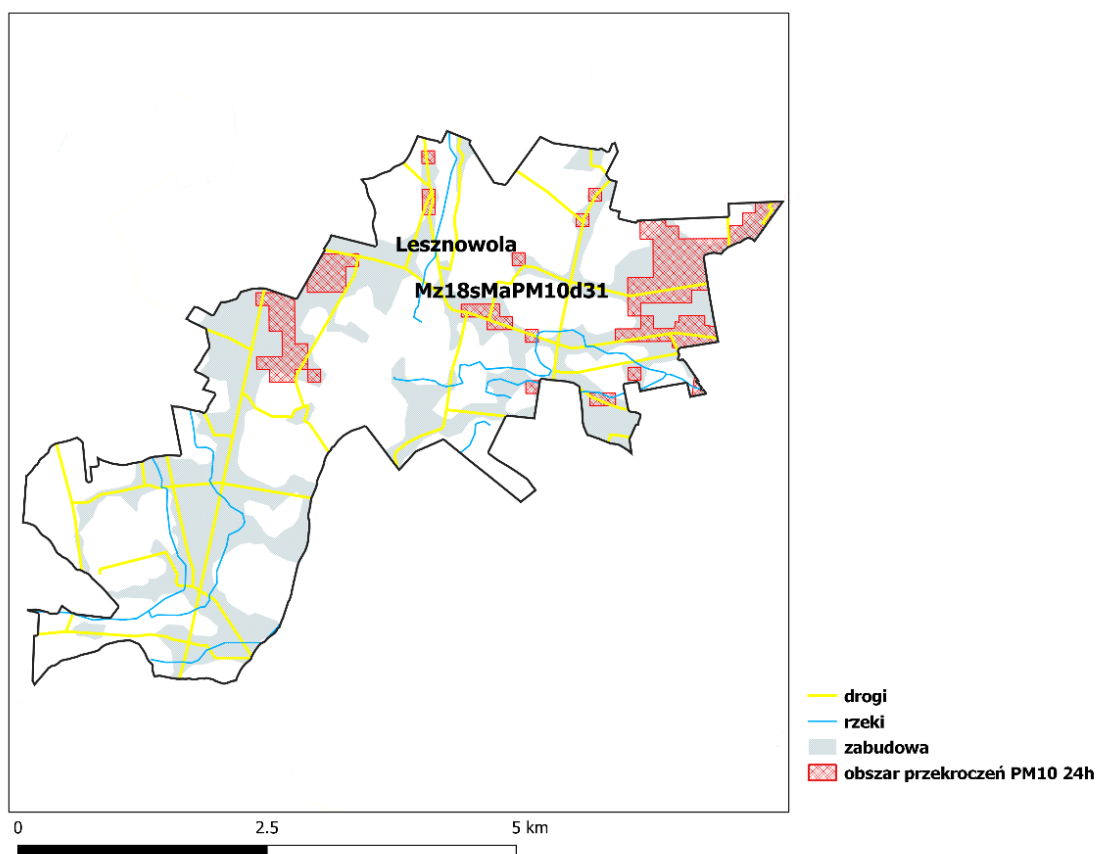 Lesznowola
Mz18sMaPM10d31
drogi
rzeki
zabudowa
obszar przekroczeń PM10 24h
0 2.5 5 km